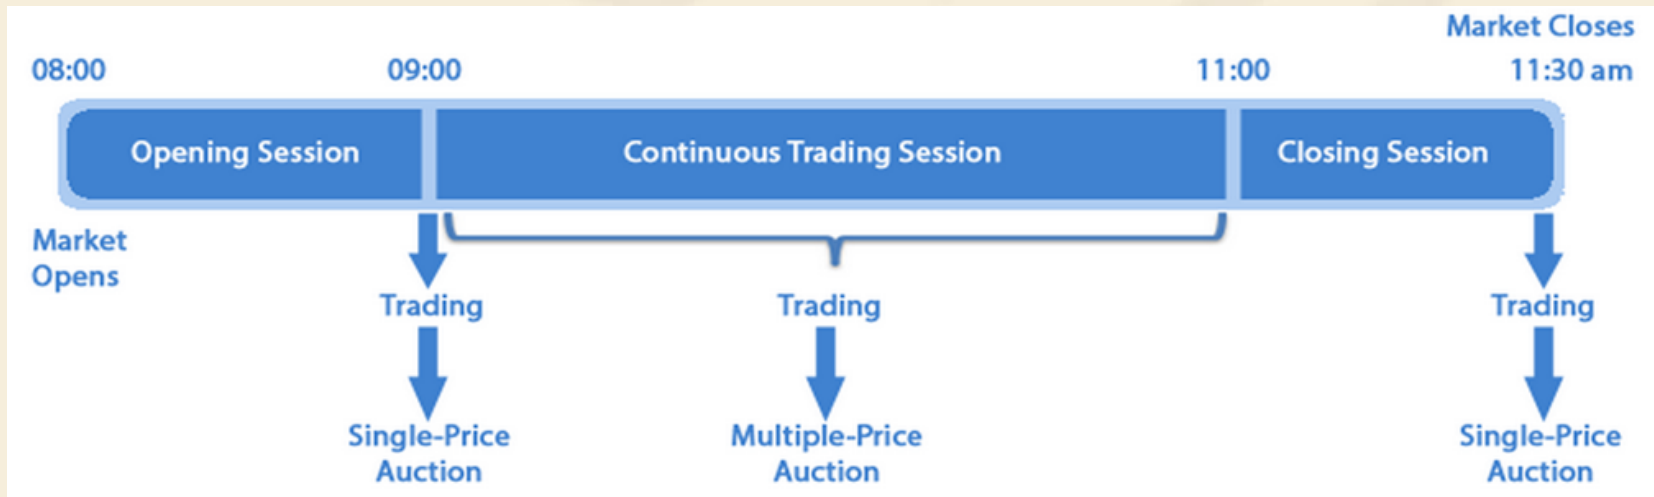 Market Closes
08:00
09:00
11:00
11:30 am
Opening Session
Continuous Trading Session
Closing Session
Market
Opens
Trading
Trading
Trading
Single-Price
Auction
Multiple-Price
Auction
Single-Price
Auction